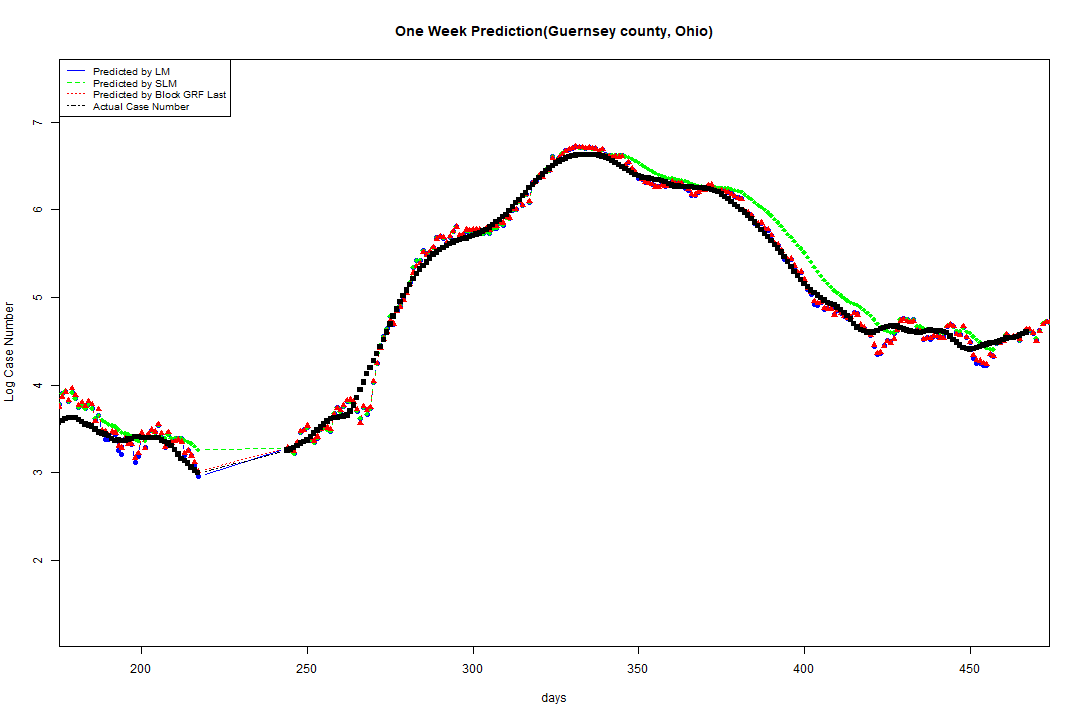 One Week Prediction(Guernsey county, Ohio)
Predicted by LM
Predicted by SLM
Predicted by Block GRF Last
Actual Case Number
7
6
5
4
3
2
Log Case Number
200 250 300 350 400 450
days